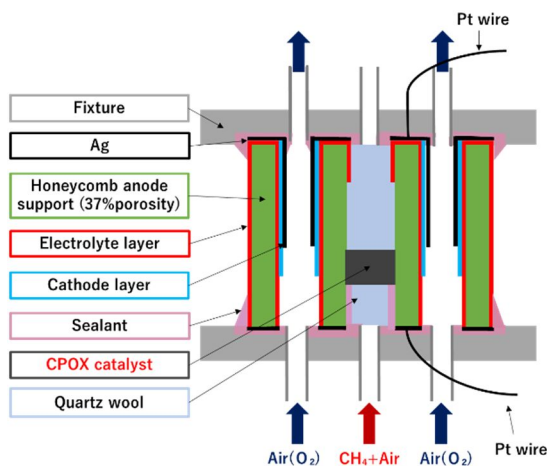 Pt wire
Fixture
Ag
Honeycomb anode
support (37%porosity)
Electrolyte layer
Cathode layer
Sealant
CPOX catalyst
Quartz wool
Pt wire
Air(O₂) CH₄+Air Air(O₂)